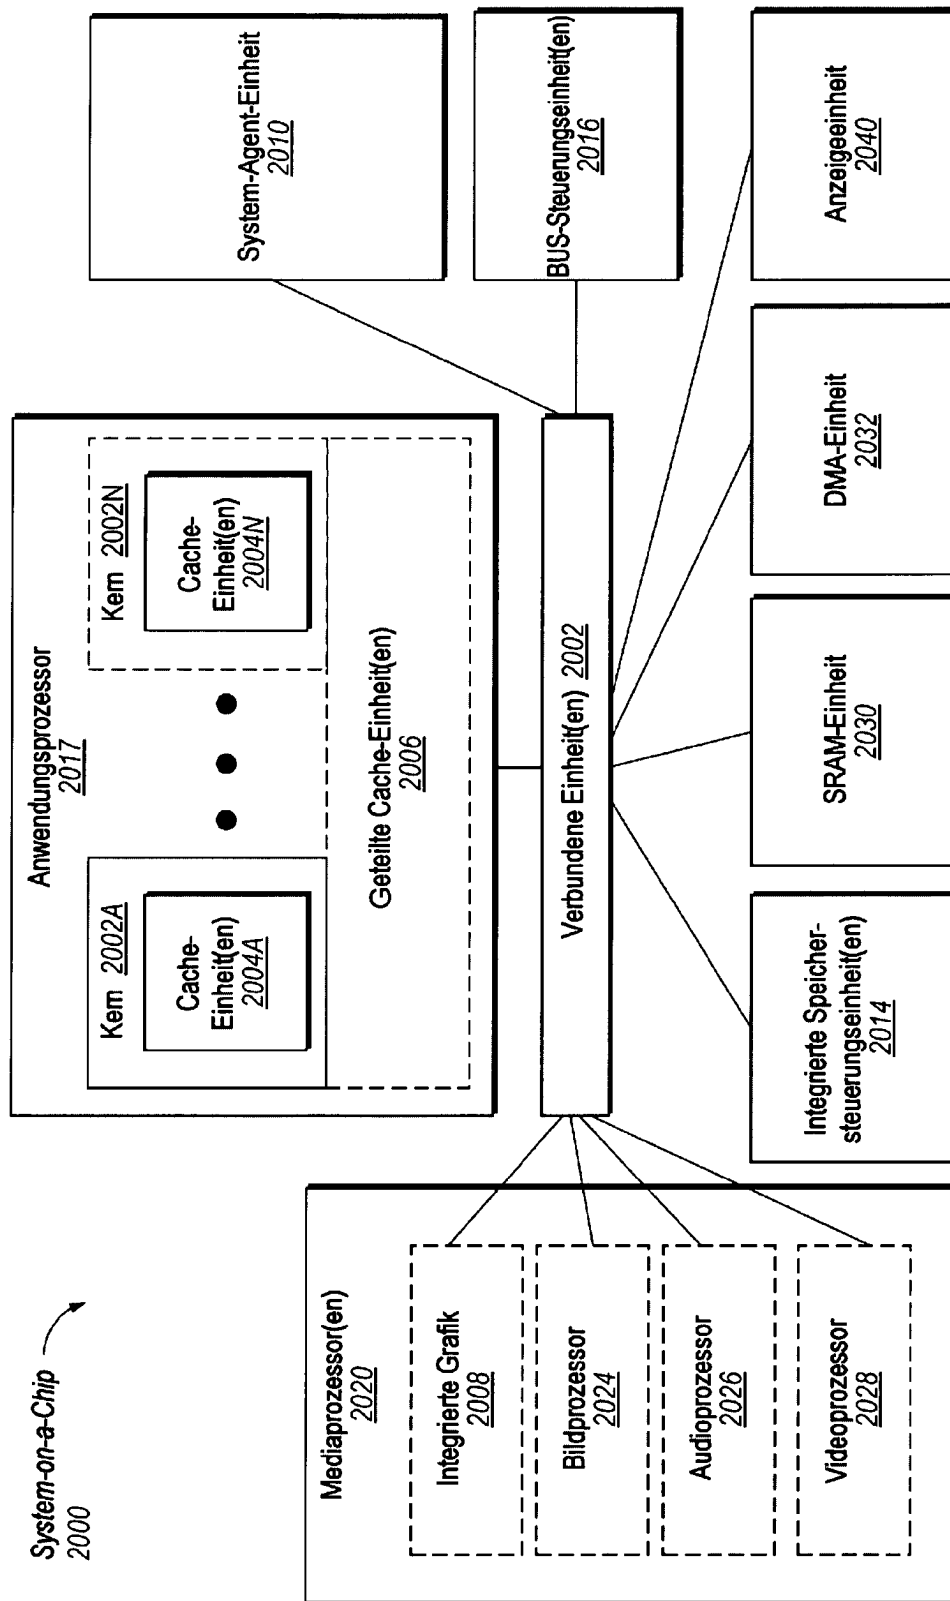 System-on-a-Chip
2000
Anwendungsprozessor
2017
Kern 2002A
Cache-
Einheit(en)
2004A
Kern 2002N
Cache-
Einheit(en)
2004N
Geteilte Cache-Einheit(en)
2006
System-Agent-Einheit
2010
Mediaprozessor(en)
2020
Integrierte Grafik
2008
Bildprozessor
2024
Audioprozessor
2026
Videoprozessor
2028
Verbundene Einheit(en) 2002
BUS-Steuerungseinheit(en)
2016
Integrierte Speicher-
steuerungseinheit(en)
2014
SRAM-Einheit
2030
DMA-Einheit
2032
Anzeigeeinheit
2040